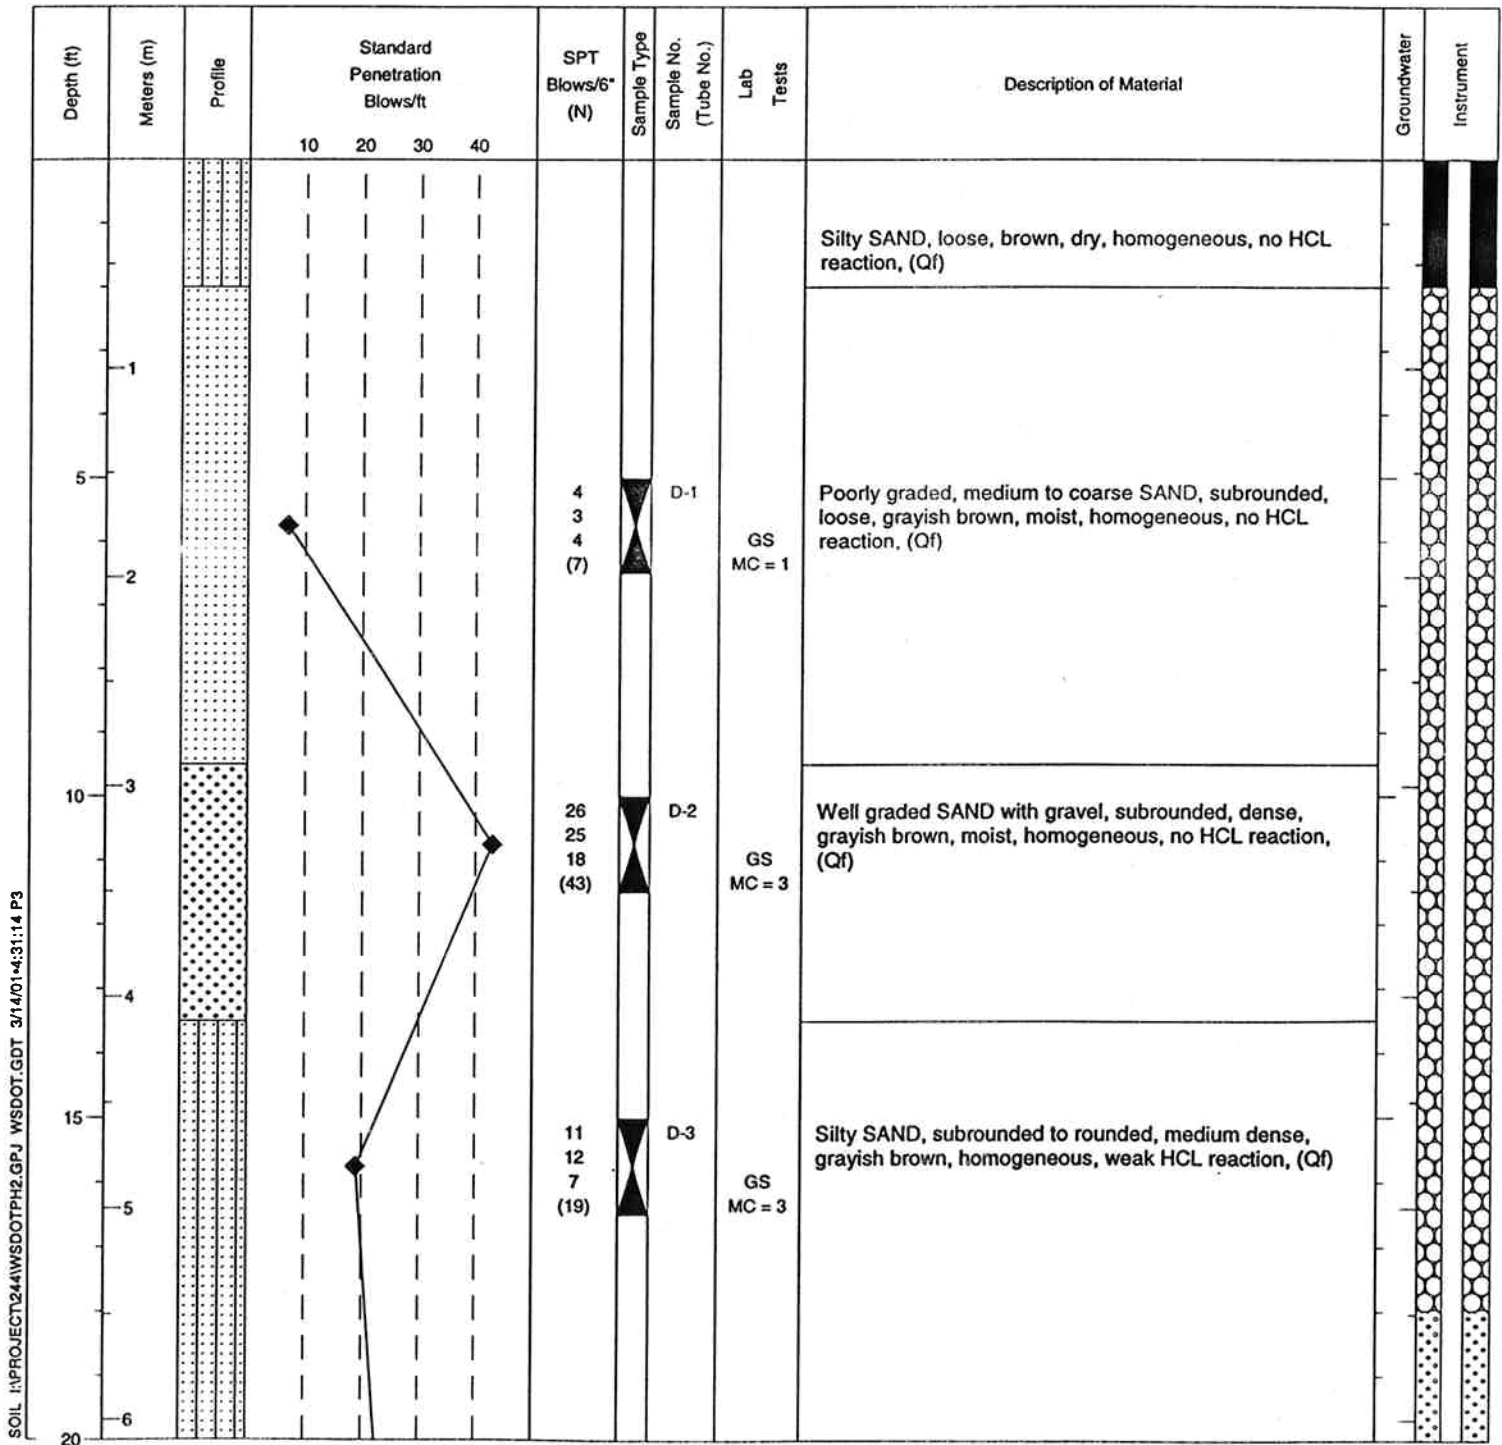 Depth (ft)
Meters (m)
Profile
Standard
Penetration
Blows/ft
10 20 30 40
SPT
Blows/6"
(N)
Sample Type
Sample No.
(Tube No.)
Lab
Tests
Description of Material
Groundwater
Instrument
Silty SAND, loose, brown, dry, homogeneous, no HCL
reaction, (Qf)
1
5
4
3
4
(7)
D-1
GS
MC = 1
Poorly graded, medium to coarse SAND, subrounded,
loose, grayish brown, moist, homogeneous, no HCL
reaction, (Qf)
2
3
10
26
25
18
(43)
D-2
GS
MC = 3
Well graded SAND with gravel, subrounded, dense,
grayish brown, moist, homogeneous, no HCL reaction,
(Qf)
4
15
11
12
7
(19)
D-3
GS
MC = 3
Silty SAND, subrounded to rounded, medium dense,
grayish brown, homogeneous, weak HCL reaction, (Qf)
5
6
20
SOIL I:\PROJECT\244\WSDOTPH2.GPJ WSDOT.GDT 3/14/01•4:31:14 P3